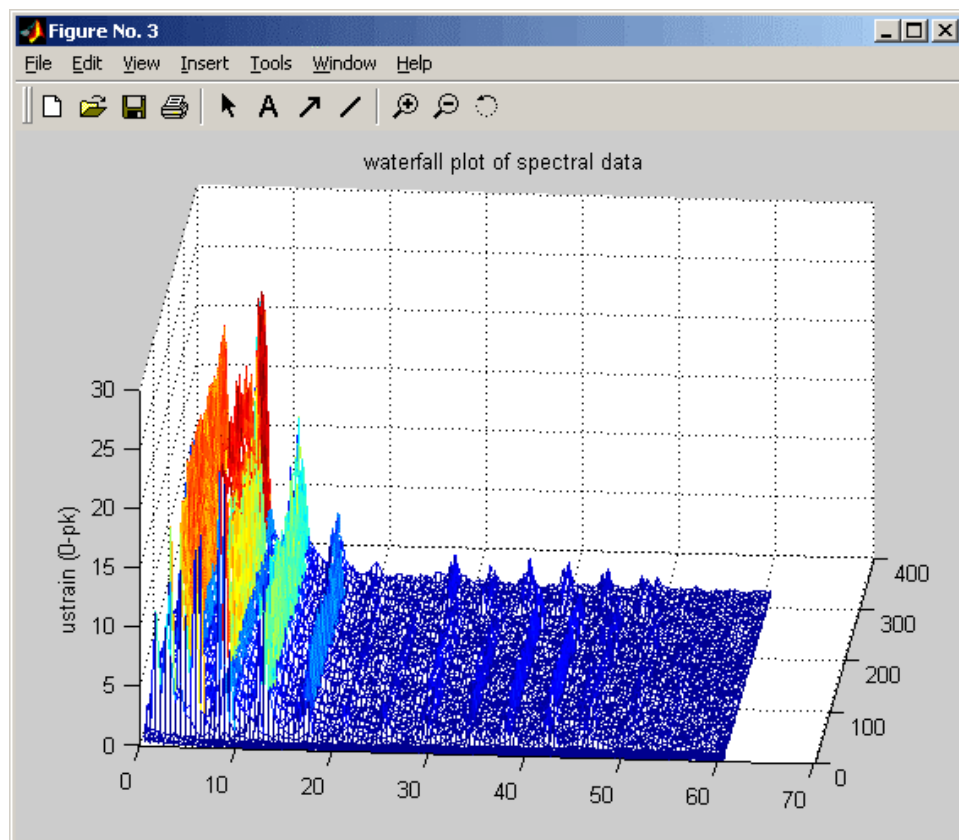 Figure No. 3
File Edit View Insert Tools Window Help
A
waterfall plot of spectral data
30
25
20
15
10
5
0
ustrain (0-pk)
0 10 20 30 40 50 60 70
0 100 200 300 400